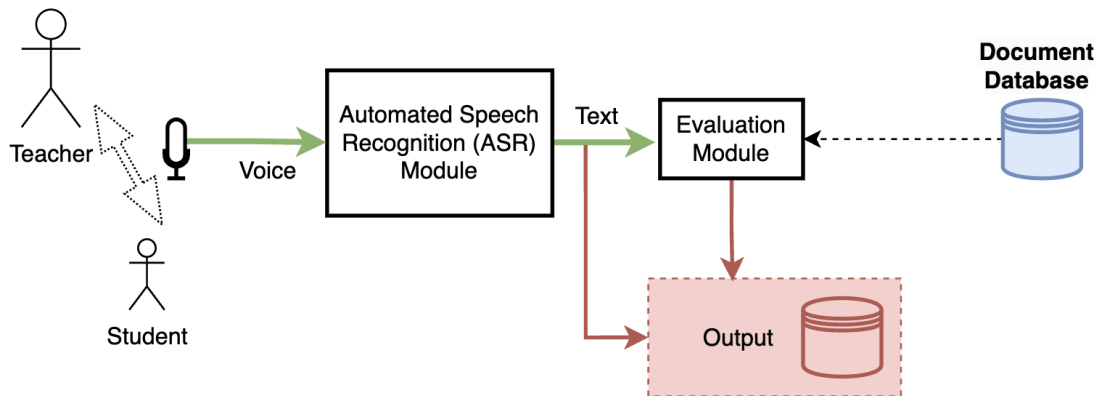 Teacher
Student
Voice
Automated Speech
Recognition (ASR)
Module
Text
Evaluation
Module
Document
Database
Output